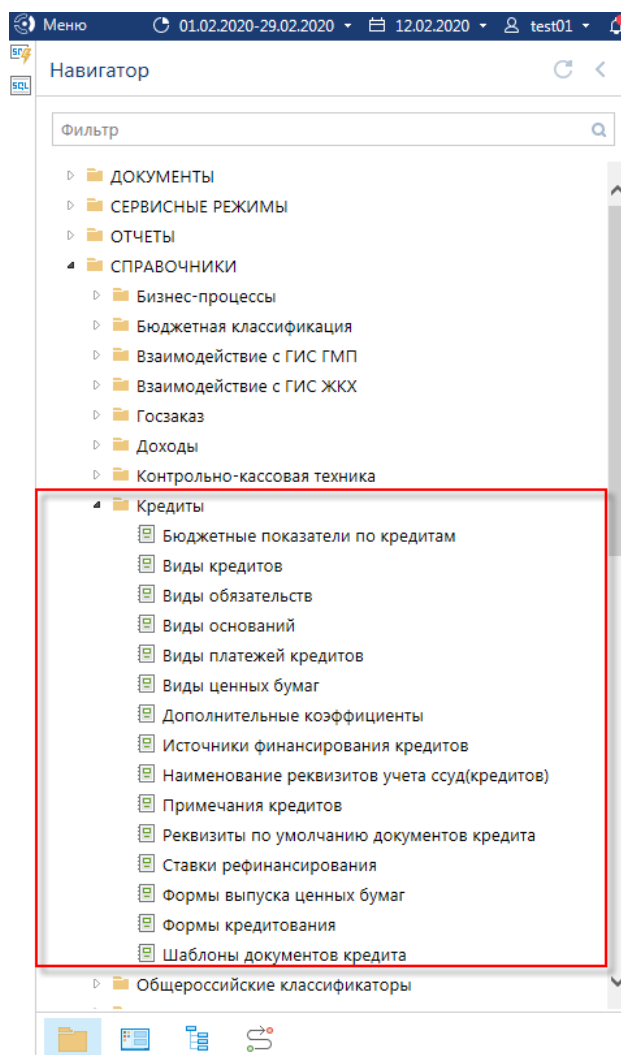 Меню 01.02.2020-29.02.2020 12.02.2020 test01
SQL
Навигатор
Фильтр
ДОКУМЕНТЫ
СЕРВИСНЫЕ РЕЖИМЫ
ОТЧЕТЫ
СПРАВОЧНИКИ
Бизнес-процессы
Бюджетная классификация
Взаимодействие с ГИС ГМП
Взаимодействие с ГИС ЖКХ
Госзаказ
Доходы
Контрольно-кассовая техника
Кредиты
Бюджетные показатели по кредитам
Виды кредитов
Виды обязательств
Виды оснований
Виды платежей кредитов
Виды ценных бумаг
Дополнительные коэффициенты
Источники финансирования кредитов
Наименование реквизитов учета ссуд(кредитов)
Примечания кредитов
Реквизиты по умолчанию документов кредита
Ставки рефинансирования
Формы выпуска ценных бумаг
Формы кредитования
Шаблоны документов кредита
Общероссийские классификаторы